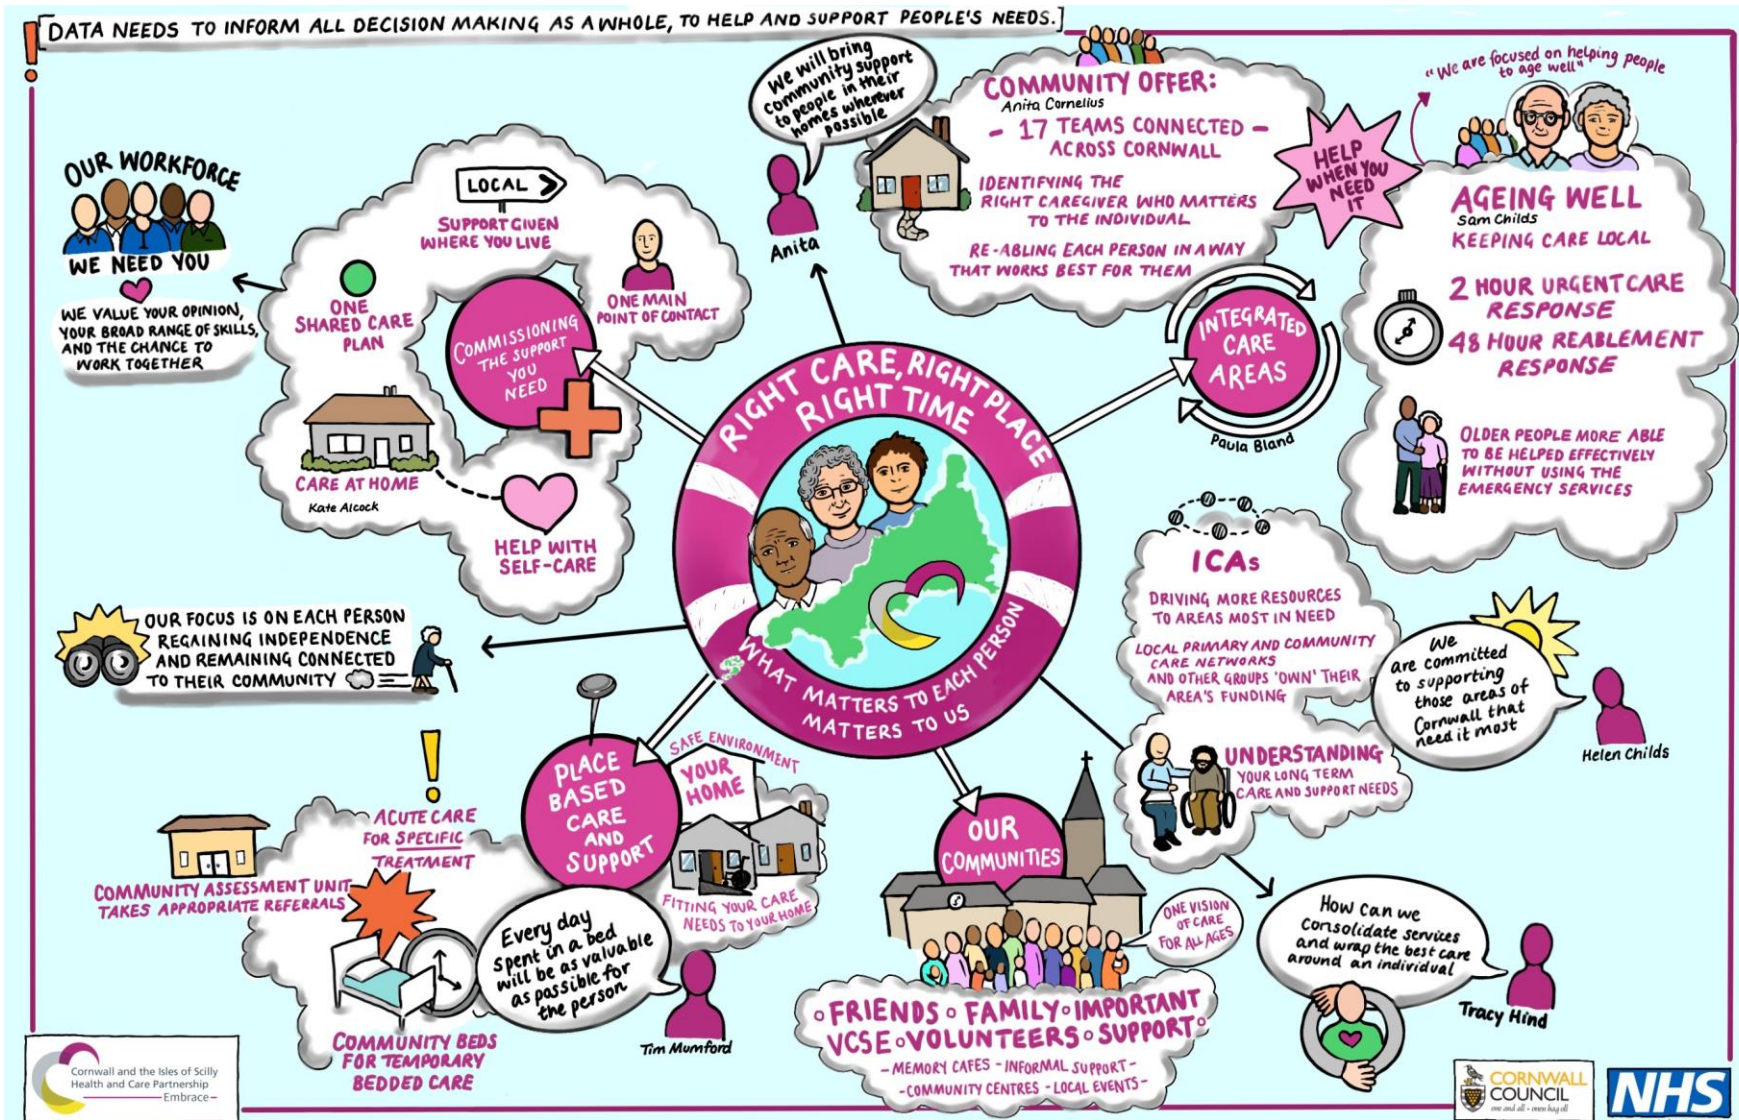 ! DATA NEEDS TO INFORM ALL DECISION MAKING AS A WHOLE, TO HELP AND SUPPORT PEOPLE'S NEEDS.
OUR WORKFORCE
WE NEED YOU
WE VALUE YOUR OPINION,
YOUR BROAD RANGE OF SKILLS,
AND THE CHANCE TO
WORK TOGETHER
LOCAL
SUPPORT GIVEN
WHERE YOU LIVE
ONE
SHARED CARE
PLAN
ONE MAIN
POINT OF CONTACT
COMMISSIONING
THE SUPPORT
YOU
NEED
CARE AT HOME
Kate Alcock
HELP WITH
SELF-CARE
We will bring
community support
to people in their
homes wherever
possible
Anita
COMMUNITY OFFER:
Anita Cornelius
- 17 TEAMS CONNECTED -
ACROSS CORNWALL
IDENTIFYING THE
RIGHT CAREGIVER WHO MATTERS
TO THE INDIVIDUAL
RE-ABLING EACH PERSON IN A WAY
THAT WORKS BEST FOR THEM
HELP
WHEN YOU
NEED
IT
"We are focused on helping people
to age well"
AGEING WELL
Sam Childs
KEEPING CARE LOCAL
2 HOUR URGENT CARE
RESPONSE
48 HOUR REABLEMENT
RESPONSE
OLDER PEOPLE MORE ABLE
TO BE HELPED EFFECTIVELY
WITHOUT USING THE
EMERGENCY SERVICES
INTEGRATED
CARE
AREAS
Paula Bland
RIGHT CARE, RIGHT PLACE
RIGHT TIME
WHAT MATTERS TO EACH PERSON
MATTERS TO US
OUR FOCUS IS ON EACH PERSON
REGAINING INDEPENDENCE
AND REMAINING CONNECTED
TO THEIR COMMUNITY
ICAs
DRIVING MORE RESOURCES
TO AREAS MOST IN NEED
LOCAL PRIMARY AND COMMUNITY
CARE NETWORKS
AND OTHER GROUPS 'OWN' THEIR
AREA'S FUNDING
UNDERSTANDING
YOUR LONG TERM
CARE AND SUPPORT NEEDS
We
are committed
to supporting
those areas of
Cornwall that
need it most
Helen Childs
PLACE
BASED
CARE
AND
SUPPORT
SAFE ENVIRONMENT
YOUR
HOME
FITTING YOUR CARE
NEEDS TO YOUR HOME
!
ACUTE CARE
FOR SPECIFIC
TREATMENT
COMMUNITY ASSESSMENT UNIT
TAKES APPROPRIATE REFERRALS
COMMUNITY BEDS
FOR TEMPORARY
BEDDED CARE
Every day
spent in a bed
will be as valuable
as possible for
the person
Tim Mumford
OUR
COMMUNITIES
ONE VISION
OF CARE
FOR ALL AGES
◦ FRIENDS ◦ FAMILY ◦ IMPORTANT
VCSE ◦ VOLUNTEERS ◦ SUPPORT ◦
- MEMORY CAFES - INFORMAL SUPPORT -
- COMMUNITY CENTRES - LOCAL EVENTS -
How can we
consolidate services
and wrap the best care
around an individual
Tracy Hind
Cornwall and the Isles of Scilly
Health and Care Partnership
Embrace
CORNWALL
COUNCIL
one and all • onen hag oll
NHS